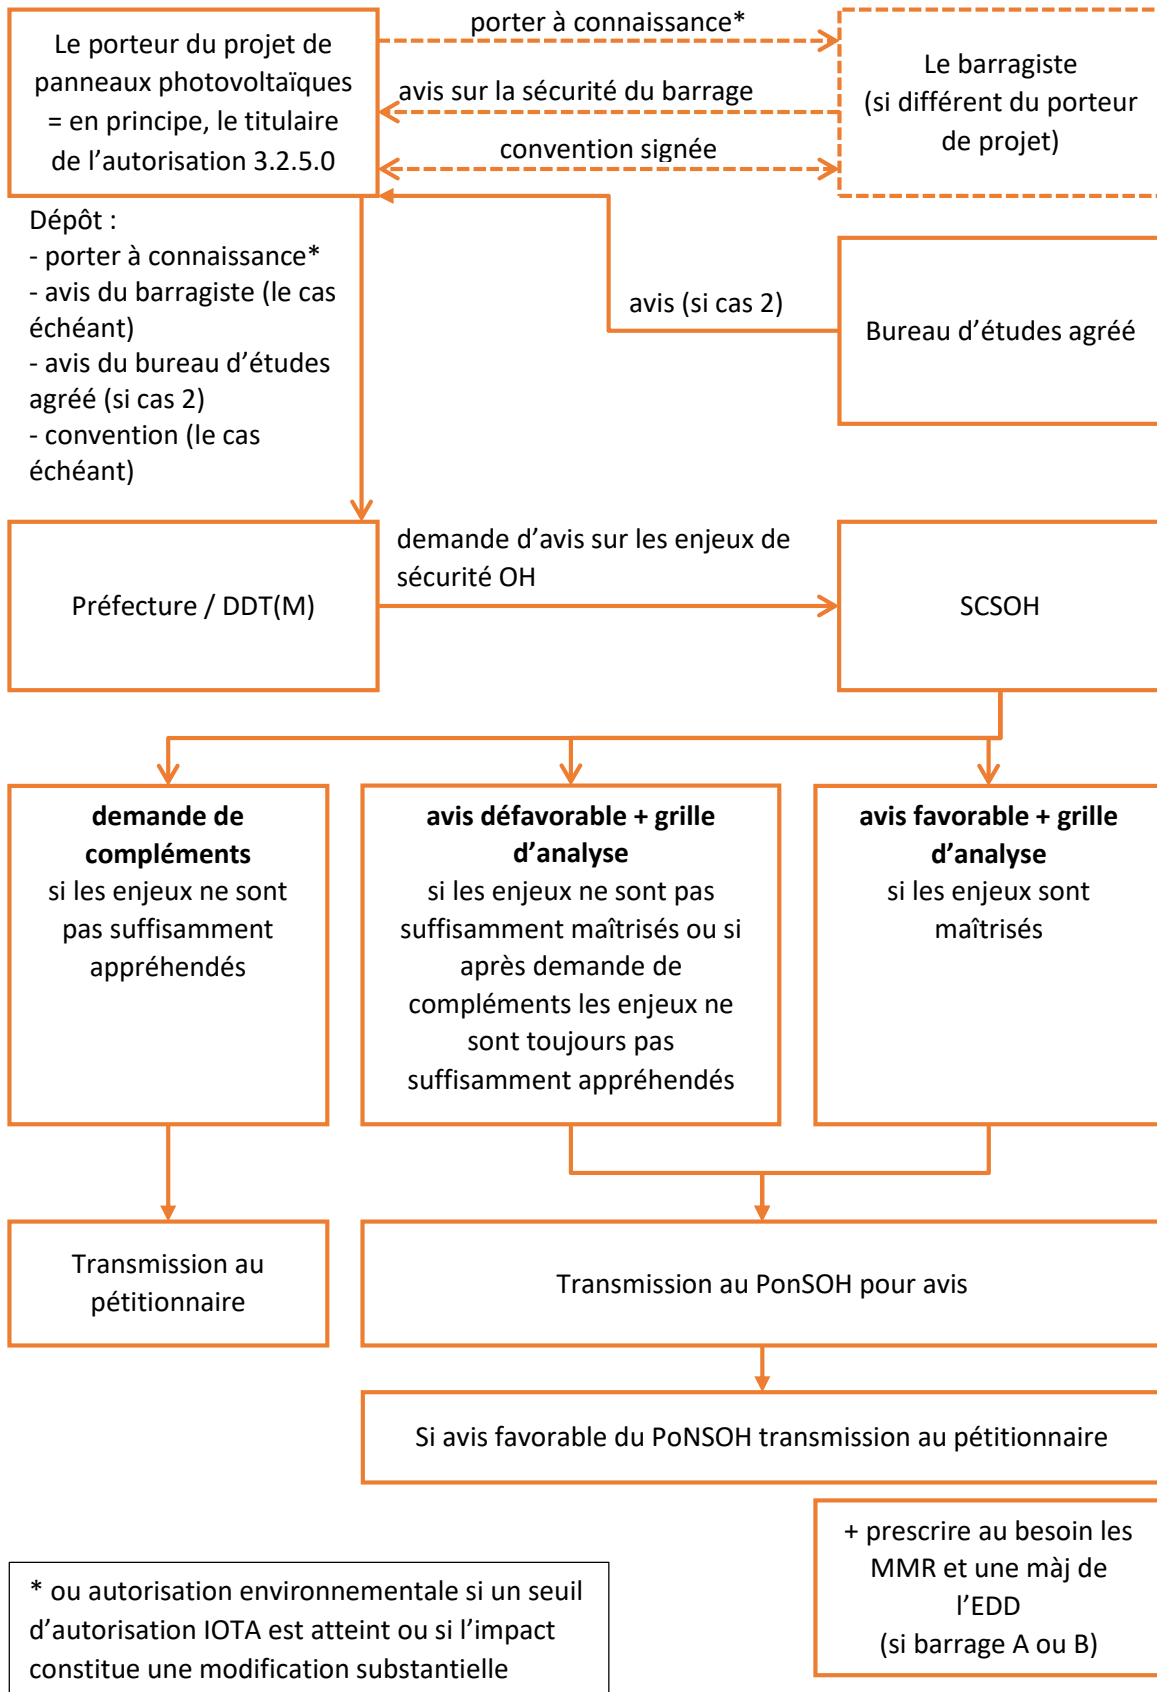 Le porteur du projet de
panneaux photovoltaïques
= en principe, le titulaire
de l’autorisation 3.2.5.0
porter à connaissance*
avis sur la sécurité du barrage
convention signée
Le barragiste
(si différent du porteur
de projet)
Dépôt :
- porter à connaissance*
- avis du barragiste (le cas
échéant)
- avis du bureau d’études
agréé (si cas 2)
- convention (le cas
échéant)
avis (si cas 2)
Bureau d’études agréé
Préfecture / DDT(M)
demande d’avis sur les enjeux de
sécurité OH
SCSOH
demande de
compléments
si les enjeux ne sont
pas suffisamment
appréhendés
avis défavorable + grille
d’analyse
si les enjeux ne sont pas
suffisamment maîtrisés ou si
après demande de
compléments les enjeux ne
sont toujours pas
suffisamment appréhendés
avis favorable + grille
d’analyse
si les enjeux sont
maîtrisés
Transmission au
pétitionnaire
Transmission au PonSOH pour avis
Si avis favorable du PoNSOH transmission au pétitionnaire
+ prescrire au besoin les
MMR et une màj de
l’EDD
(si barrage A ou B)
* ou autorisation environnementale si un seuil
d’autorisation IOTA est atteint ou si l’impact
constitue une modification substantielle